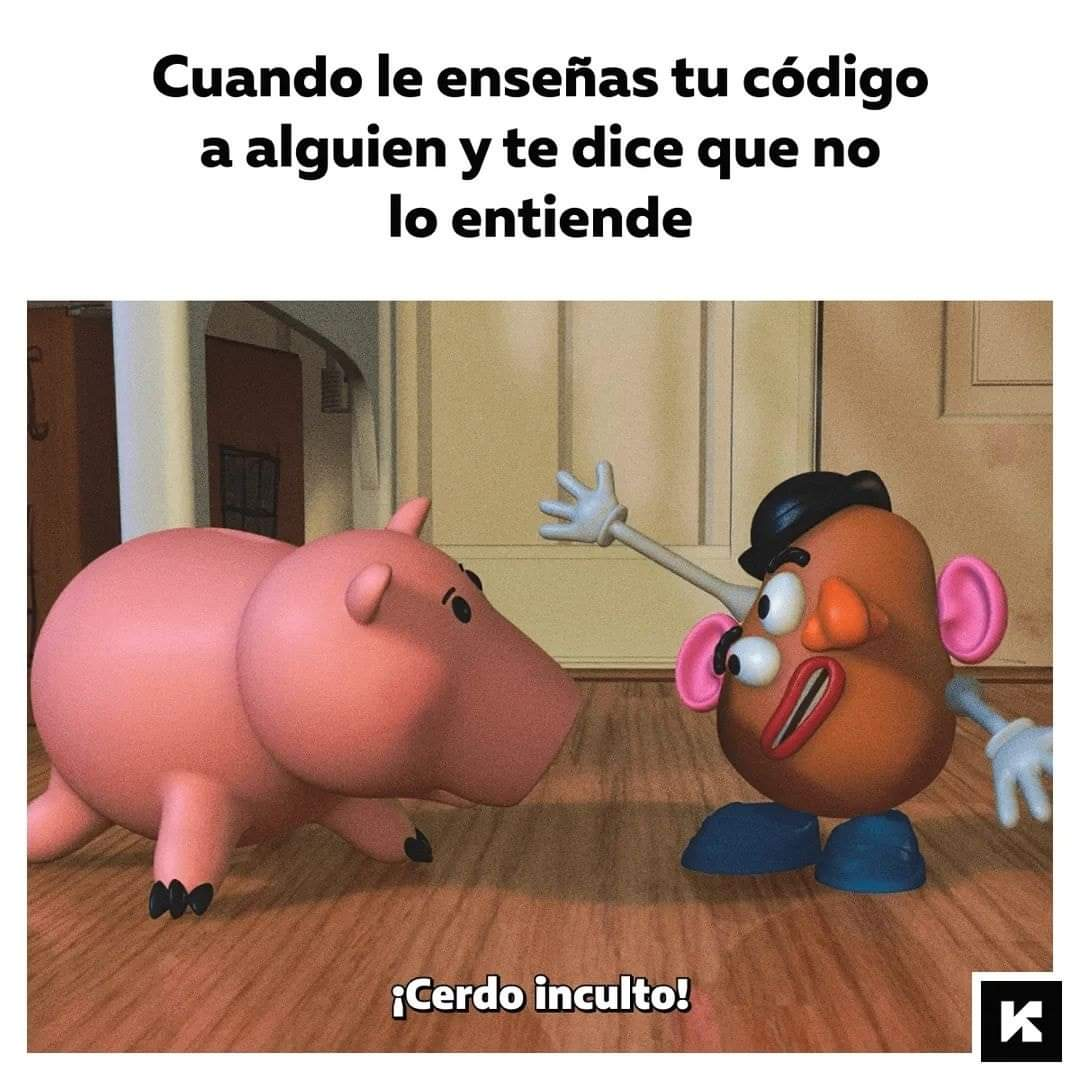 Cuando le enseñas tu código
a alguien y te dice que no
lo entiende
¡Cerdo inculto!
K